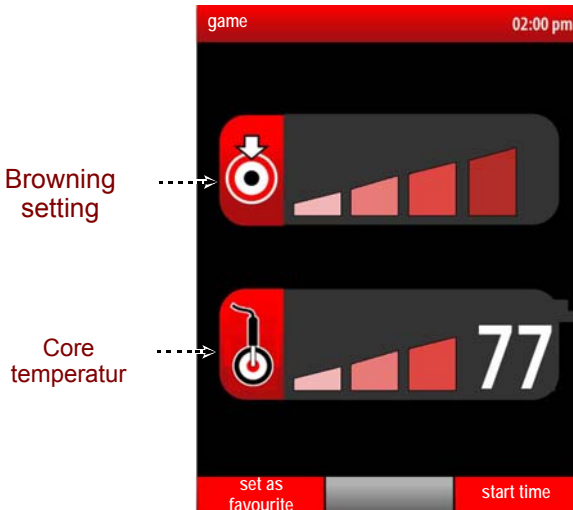 game
02:00 pm
Browning
setting
Core
temperatur
77
set as
favourite
start time